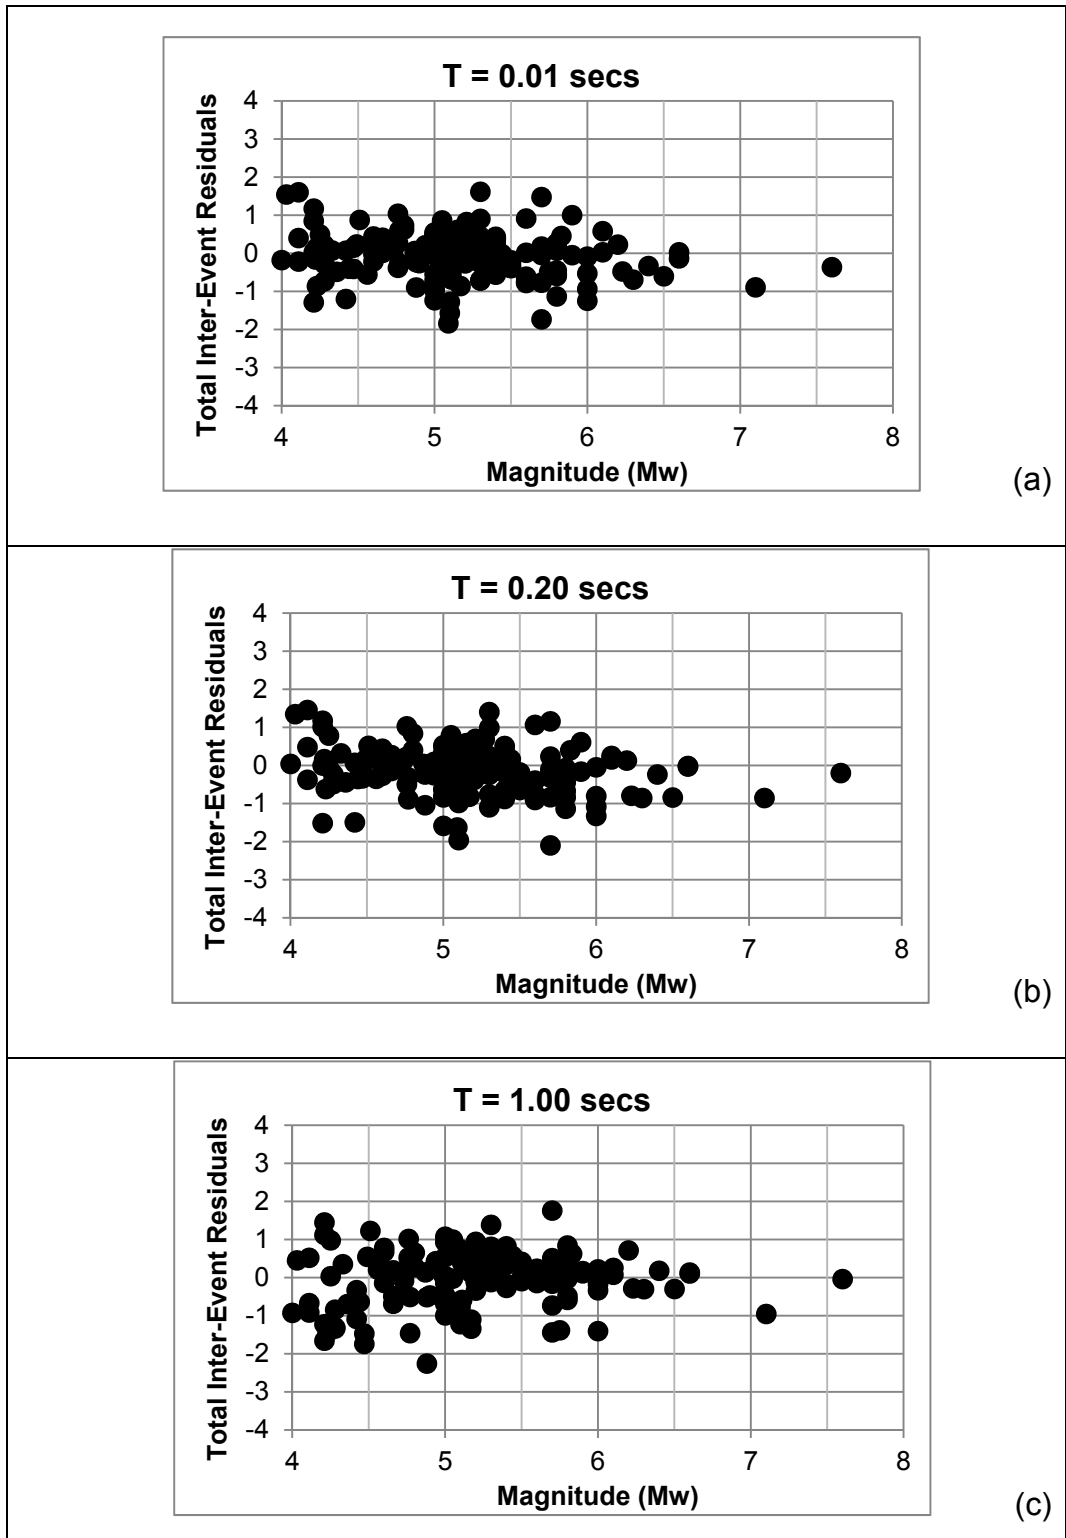 T = 0.01 secs
Total Inter-Event Residuals
4
3
2
1
0
-1
-2
-3
-4
4 5 6 7 8
Magnitude (Mw)
(a)
T = 0.20 secs
Total Inter-Event Residuals
4
3
2
1
0
-1
-2
-3
-4
4 5 6 7 8
Magnitude (Mw)
(b)
T = 1.00 secs
Total Inter-Event Residuals
4
3
2
1
0
-1
-2
-3
-4
4 5 6 7 8
Magnitude (Mw)
(c)